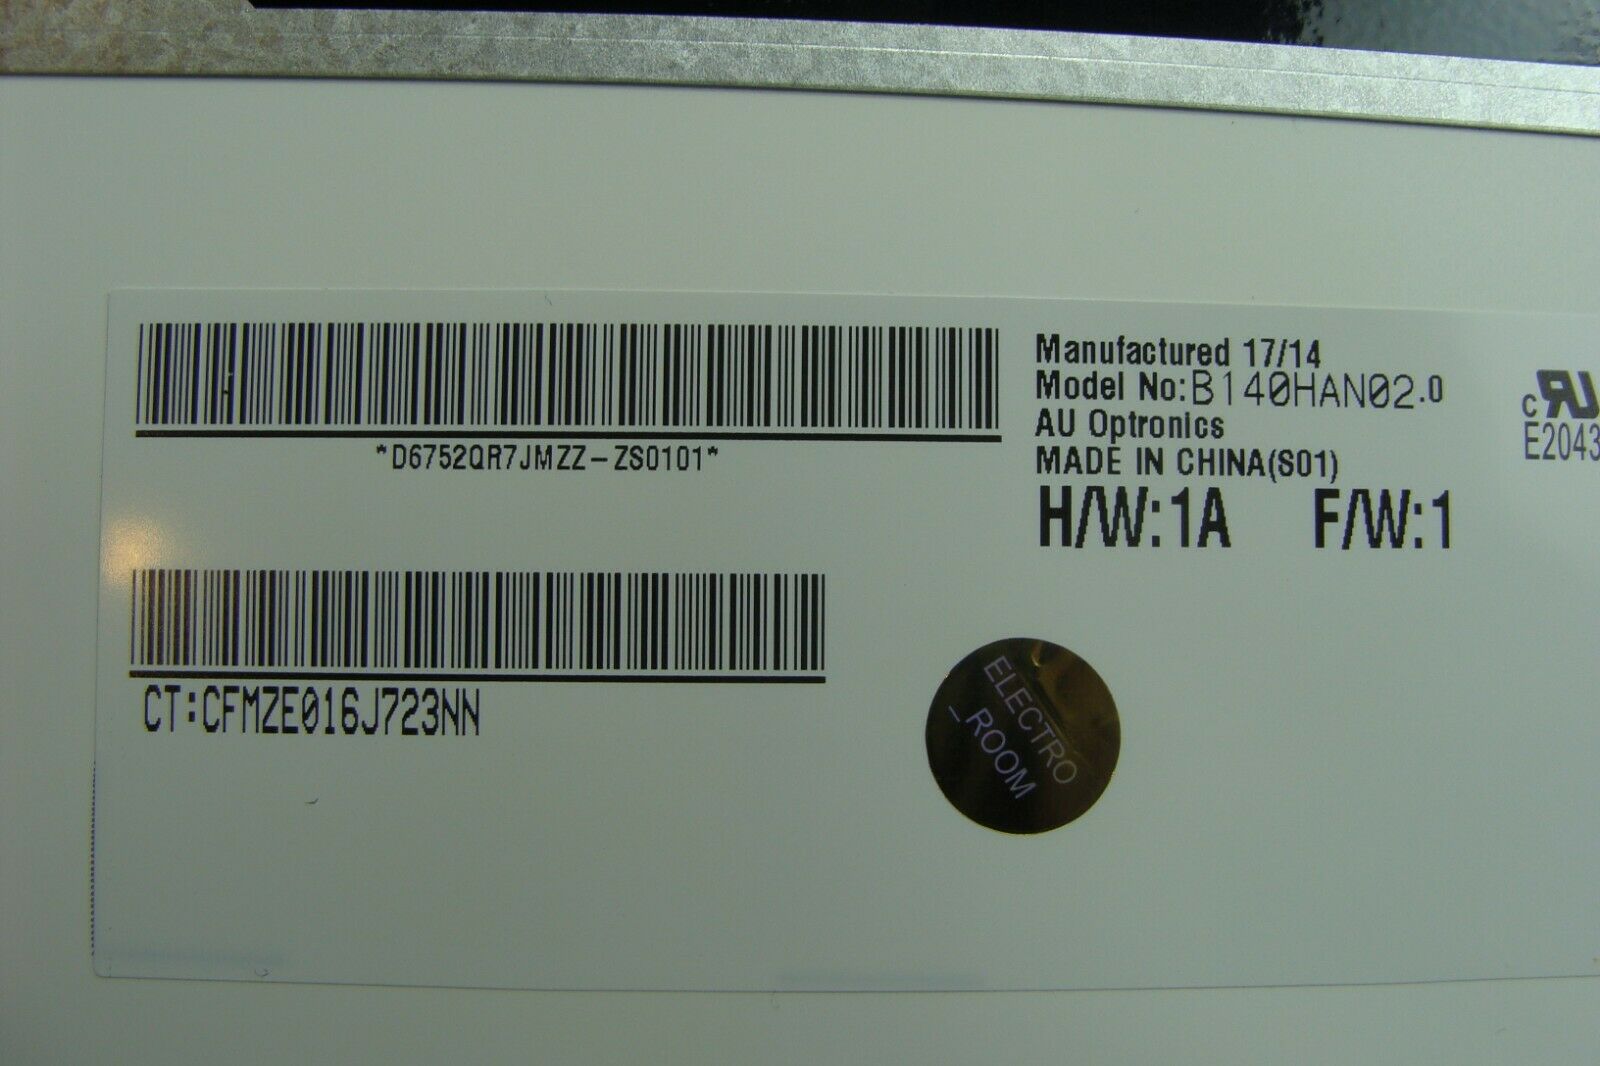 Manufactured 17/14
Model No:B140HAN02.0
AU Optronics
MADE IN CHINA(S01)
H/W:1A F/W:1
c RU
E2043
*D6752QR7JMZZ-ZS0101*
CT:CFMZE016J723NN
ELECTRO
_ROOM